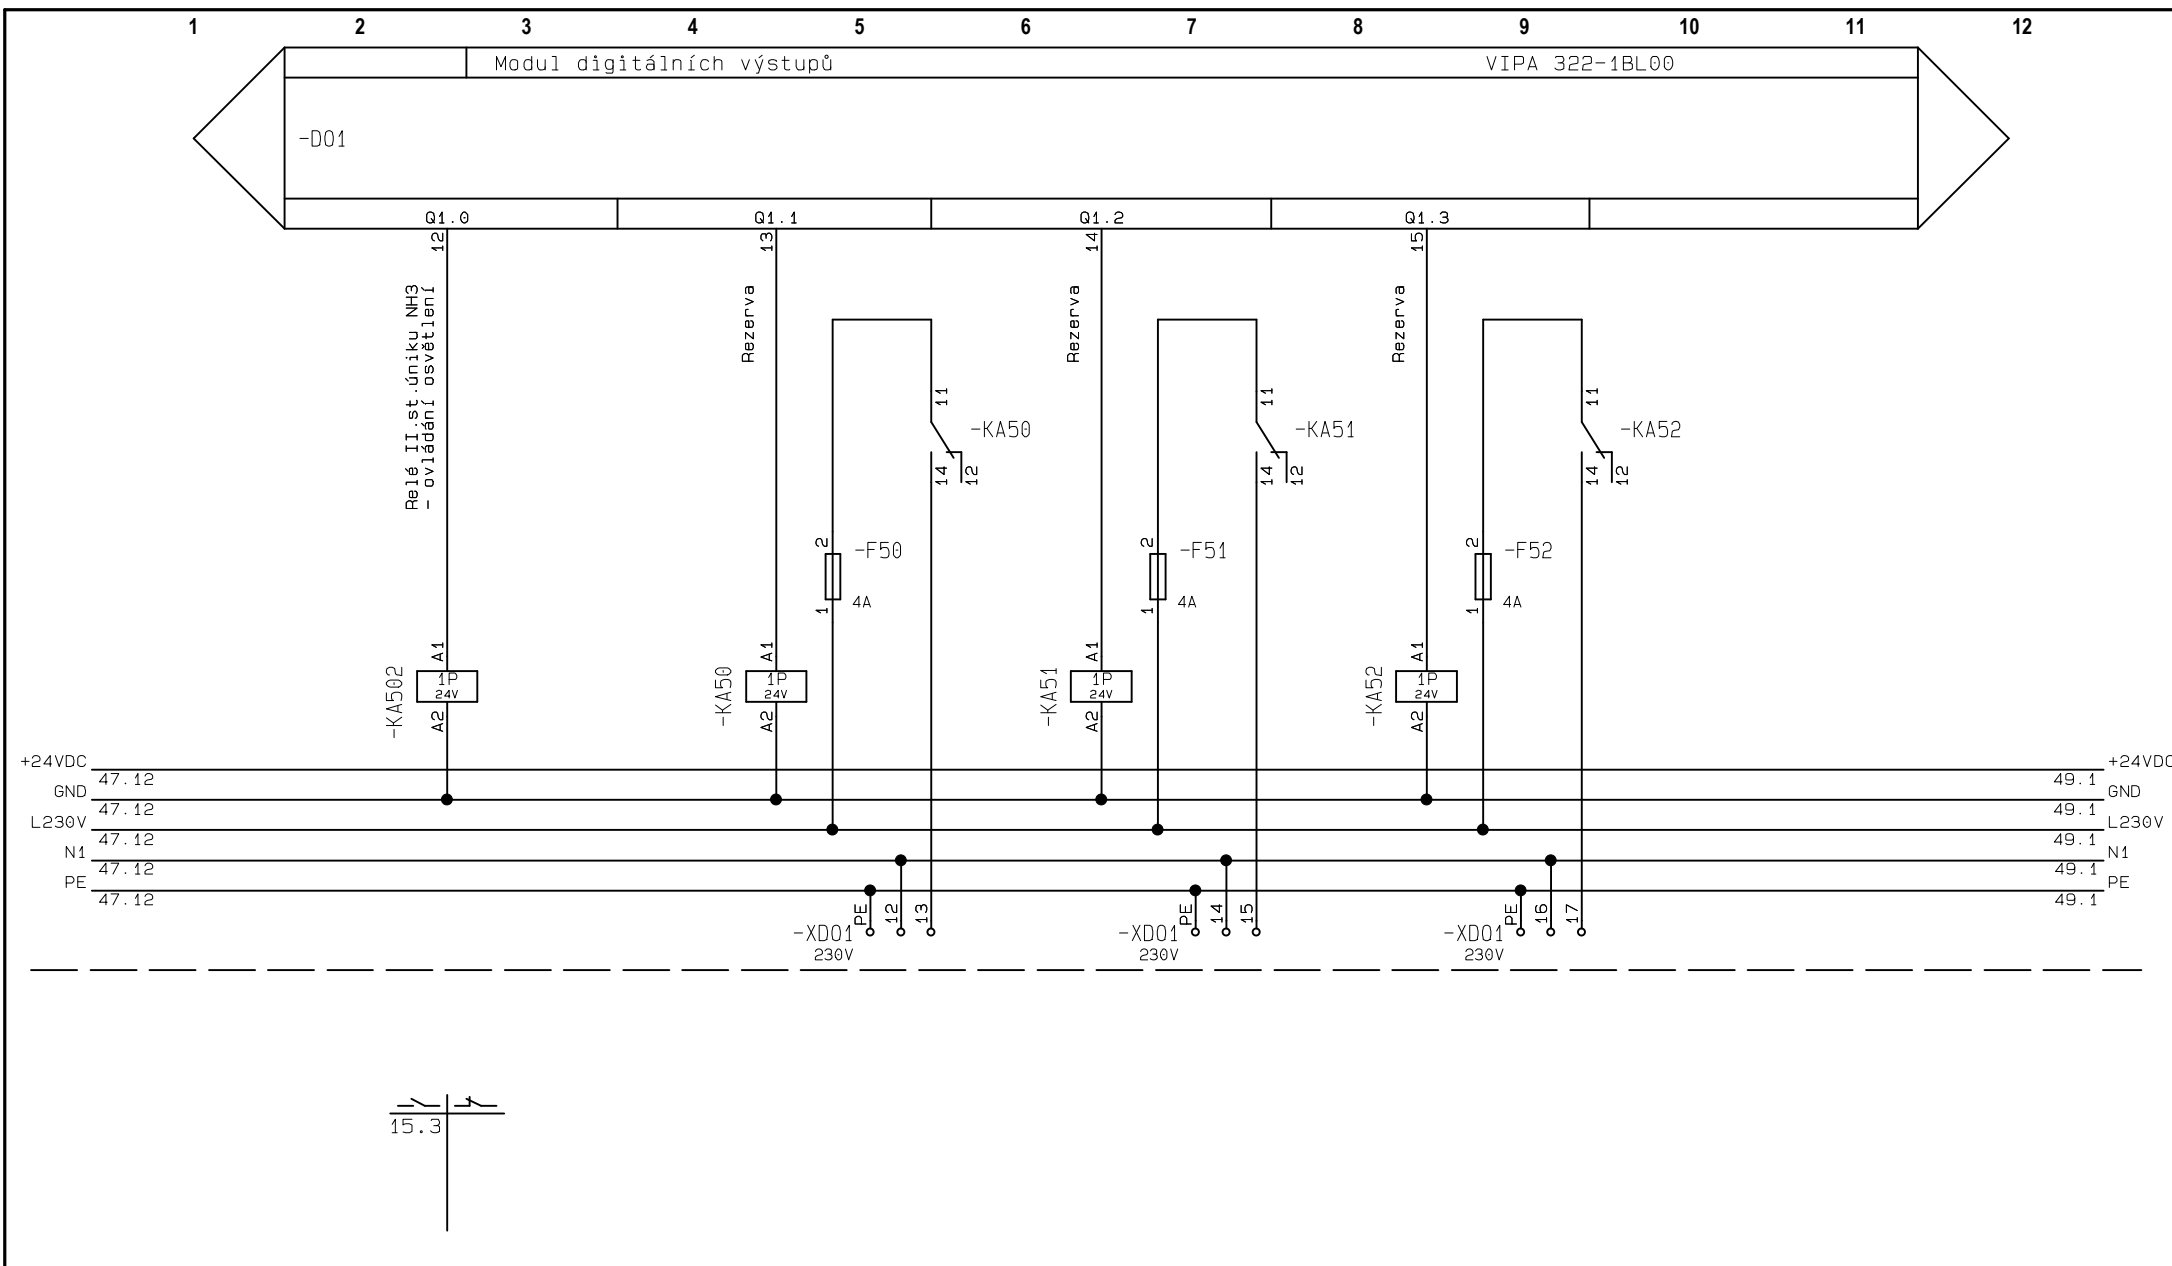 1 2 3 4 5 6 7 8 9 10 11 12
Modul digitálních výstupů VIPA 322-1BL00
-DO1
Q1.0 Q1.1 Q1.2 Q1.3
12 13 14 15
Relé II.st.úniku NH3
- ovládání osvětlení
Rezerva
Rezerva
Rezerva
11 11 11
-KA50 -KA51 -KA52
14 12 14 12 14 12
2 -F50 2 -F51 2 -F52
1 4A 1 4A 1 4A
A1 A1 A1 A1
-KA502 1P -KA50 1P -KA51 1P -KA52 1P
24V 24V 24V 24V
A2 A2 A2 A2
+24VDC +24VDC
47.12 49.1
GND GND
47.12 49.1
L230V L230V
47.12 49.1
N1 N1
47.12 49.1
PE PE
47.12 49.1
PE 12 13 PE 14 15 PE 16 17
-XDO1 -XDO1 -XDO1
230V 230V 230V
15.3